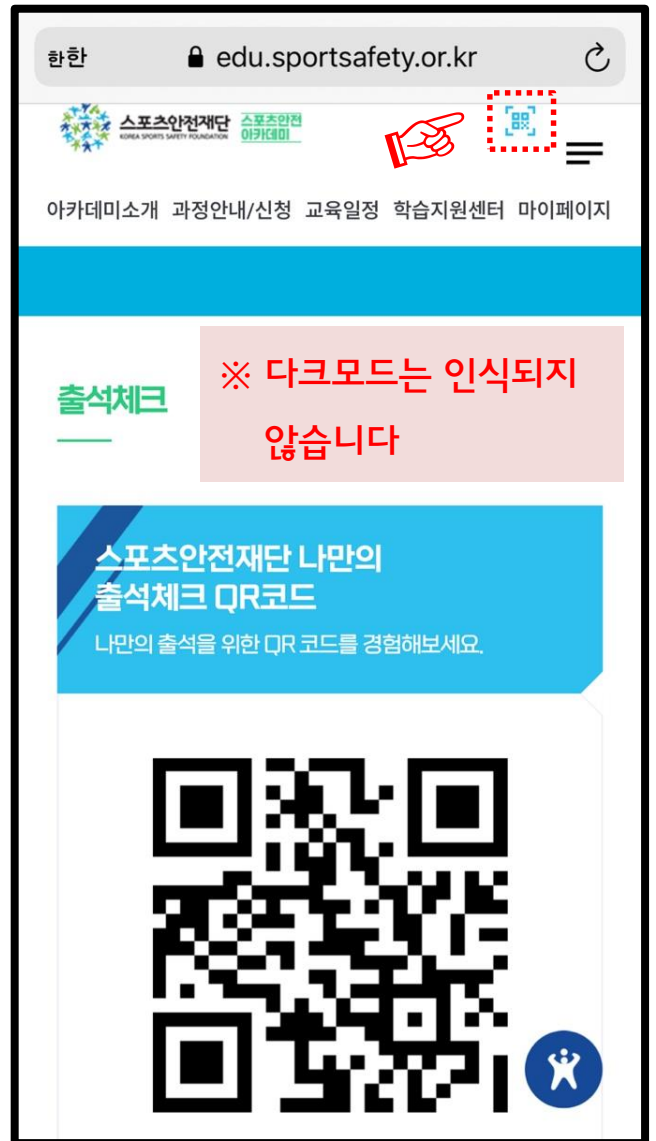 한한 edu.sportsafety.or.kr
스포츠안전재단 스포츠안전
KOREA SPORTS SAFETY FOUNDATION 아카데미
아카데미소개 과정안내/신청 교육일정 학습지원센터 마이페이지
출석체크
※ 다크모드는 인식되지
않습니다
스포츠안전재단 나만의
출석체크 QR코드
나만의 출석을 위한 QR 코드를 경험해보세요.